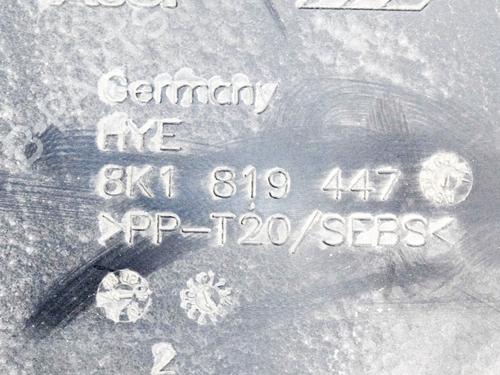 Germany
HYE
8K1 819 447
>PP-T20/SEBS<
2